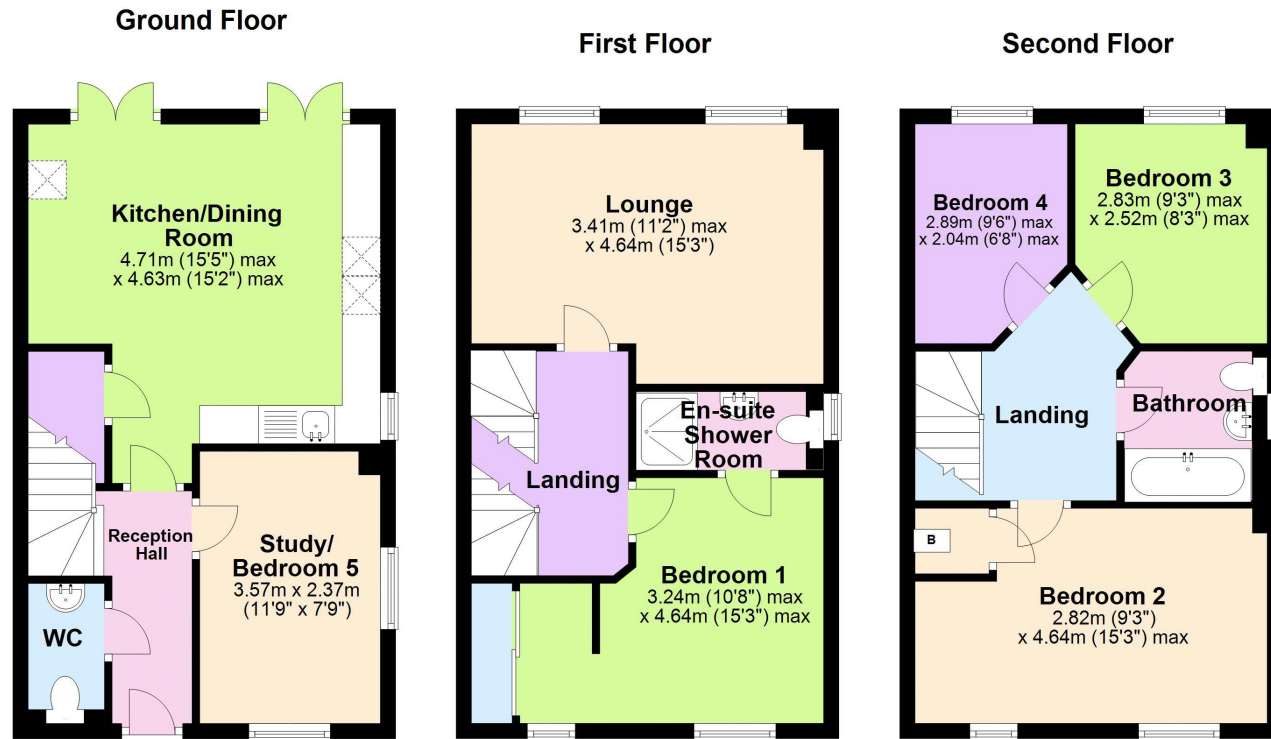 Ground Floor
Kitchen/Dining
Room
4.71m (15'5") max
x 4.63m (15'2") max
Reception
Hall
Study/
Bedroom 5
3.57m x 2.37m
(11'9" x 7'9")
WC
First Floor
Lounge
3.41m (11'2") max
x 4.64m (15'3")
En-suite
Shower
Room
Landing
Bedroom 1
3.24m (10'8") max
x 4.64m (15'3") max
Second Floor
Bedroom 4
2.89m (9'6") max
x 2.04m (6'8") max
Bedroom 3
2.83m (9'3") max
x 2.52m (8'3") max
Landing
Bathroom
B
Bedroom 2
2.82m (9'3")
x 4.64m (15'3") max